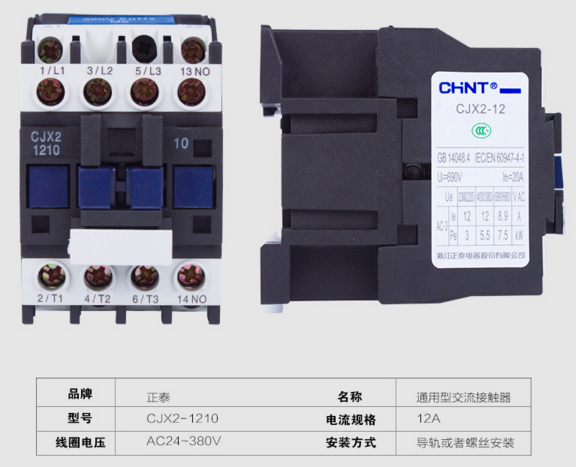 1/L1 3/L2 5/L3 13NO
CJX2
1210
10
2/T1 4/T2 6/T3 14NO
CHNT®
CJX2-12
CCC
GB 14048.4 IEC/EN 60947-4-1
Ui=690V Ith=20A
Ue 230/220 400/380 690/660 V AC
AC-3
Ie 12 12 8.9 A
Pe 3 5.5 7.5 kW
浙江正泰电器股份有限公司
品牌 正泰 名称 通用型交流接触器
型号 CJX2-1210 电流规格 12A
线圈电压 AC24~380V 安装方式 导轨或者螺丝安装